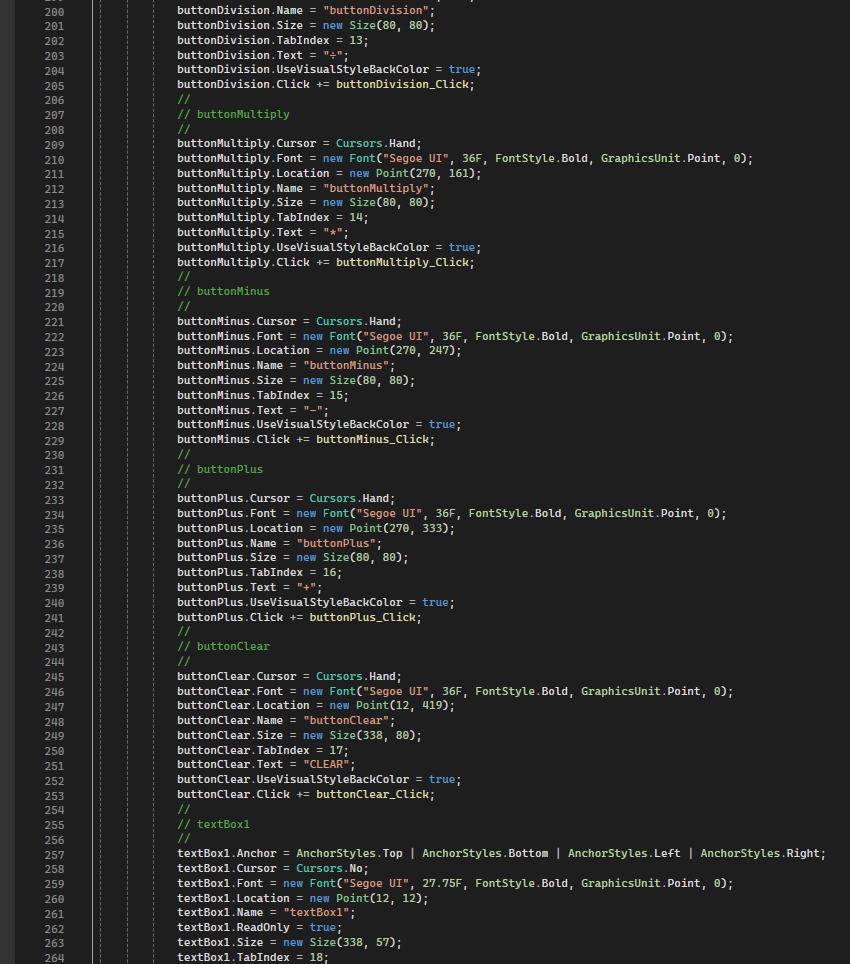 200 buttonDivision.Name = "buttonDivision";
201 buttonDivision.Size = new Size(80, 80);
202 buttonDivision.TabIndex = 13;
203 buttonDivision.Text = "÷";
204 buttonDivision.UseVisualStyleBackColor = true;
205 buttonDivision.Click += buttonDivision_Click;
206 //
207 // buttonMultiply
208 //
209 buttonMultiply.Cursor = Cursors.Hand;
210 buttonMultiply.Font = new Font("Segoe UI", 36F, FontStyle.Bold, GraphicsUnit.Point, 0);
211 buttonMultiply.Location = new Point(270, 161);
212 buttonMultiply.Name = "buttonMultiply";
213 buttonMultiply.Size = new Size(80, 80);
214 buttonMultiply.TabIndex = 14;
215 buttonMultiply.Text = "*";
216 buttonMultiply.UseVisualStyleBackColor = true;
217 buttonMultiply.Click += buttonMultiply_Click;
218 //
219 // buttonMinus
220 //
221 buttonMinus.Cursor = Cursors.Hand;
222 buttonMinus.Font = new Font("Segoe UI", 36F, FontStyle.Bold, GraphicsUnit.Point, 0);
223 buttonMinus.Location = new Point(270, 247);
224 buttonMinus.Name = "buttonMinus";
225 buttonMinus.Size = new Size(80, 80);
226 buttonMinus.TabIndex = 15;
227 buttonMinus.Text = "-";
228 buttonMinus.UseVisualStyleBackColor = true;
229 buttonMinus.Click += buttonMinus_Click;
230 //
231 // buttonPlus
232 //
233 buttonPlus.Cursor = Cursors.Hand;
234 buttonPlus.Font = new Font("Segoe UI", 36F, FontStyle.Bold, GraphicsUnit.Point, 0);
235 buttonPlus.Location = new Point(270, 333);
236 buttonPlus.Name = "buttonPlus";
237 buttonPlus.Size = new Size(80, 80);
238 buttonPlus.TabIndex = 16;
239 buttonPlus.Text = "+";
240 buttonPlus.UseVisualStyleBackColor = true;
241 buttonPlus.Click += buttonPlus_Click;
242 //
243 // buttonClear
244 //
245 buttonClear.Cursor = Cursors.Hand;
246 buttonClear.Font = new Font("Segoe UI", 36F, FontStyle.Bold, GraphicsUnit.Point, 0);
247 buttonClear.Location = new Point(12, 419);
248 buttonClear.Name = "buttonClear";
249 buttonClear.Size = new Size(338, 80);
250 buttonClear.TabIndex = 17;
251 buttonClear.Text = "CLEAR";
252 buttonClear.UseVisualStyleBackColor = true;
253 buttonClear.Click += buttonClear_Click;
254 //
255 // textBox1
256 //
257 textBox1.Anchor = AnchorStyles.Top | AnchorStyles.Bottom | AnchorStyles.Left | AnchorStyles.Right;
258 textBox1.Cursor = Cursors.No;
259 textBox1.Font = new Font("Segoe UI", 27.75F, FontStyle.Bold, GraphicsUnit.Point, 0);
260 textBox1.Location = new Point(12, 12);
261 textBox1.Name = "textBox1";
262 textBox1.ReadOnly = true;
263 textBox1.Size = new Size(338, 57);
264 textBox1.TabIndex = 18;